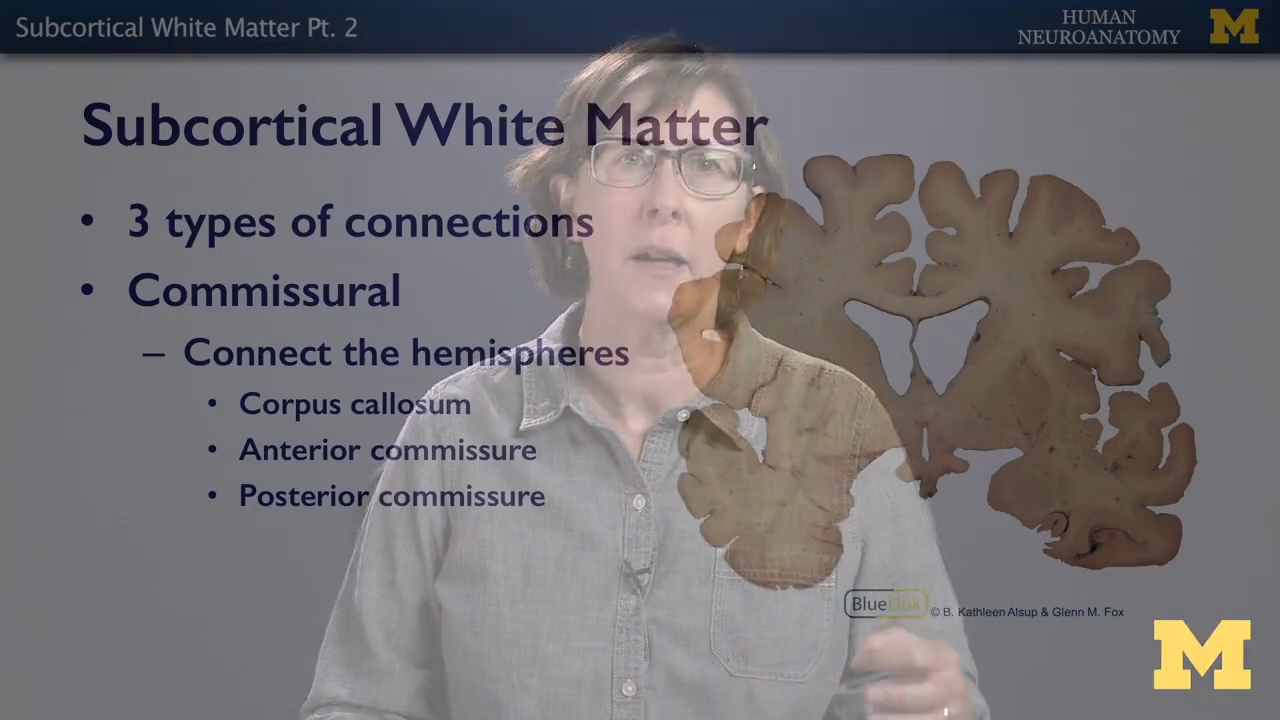 Subcortical White Matter Pt. 2
HUMAN
NEUROANATOMY
M
Subcortical White Matter
• 3 types of connections
• Commissural
– Connect the hemispheres
• Corpus callosum
• Anterior commissure
• Posterior commissure
BlueLink © B. Kathleen Alsup & Glenn M. Fox
M